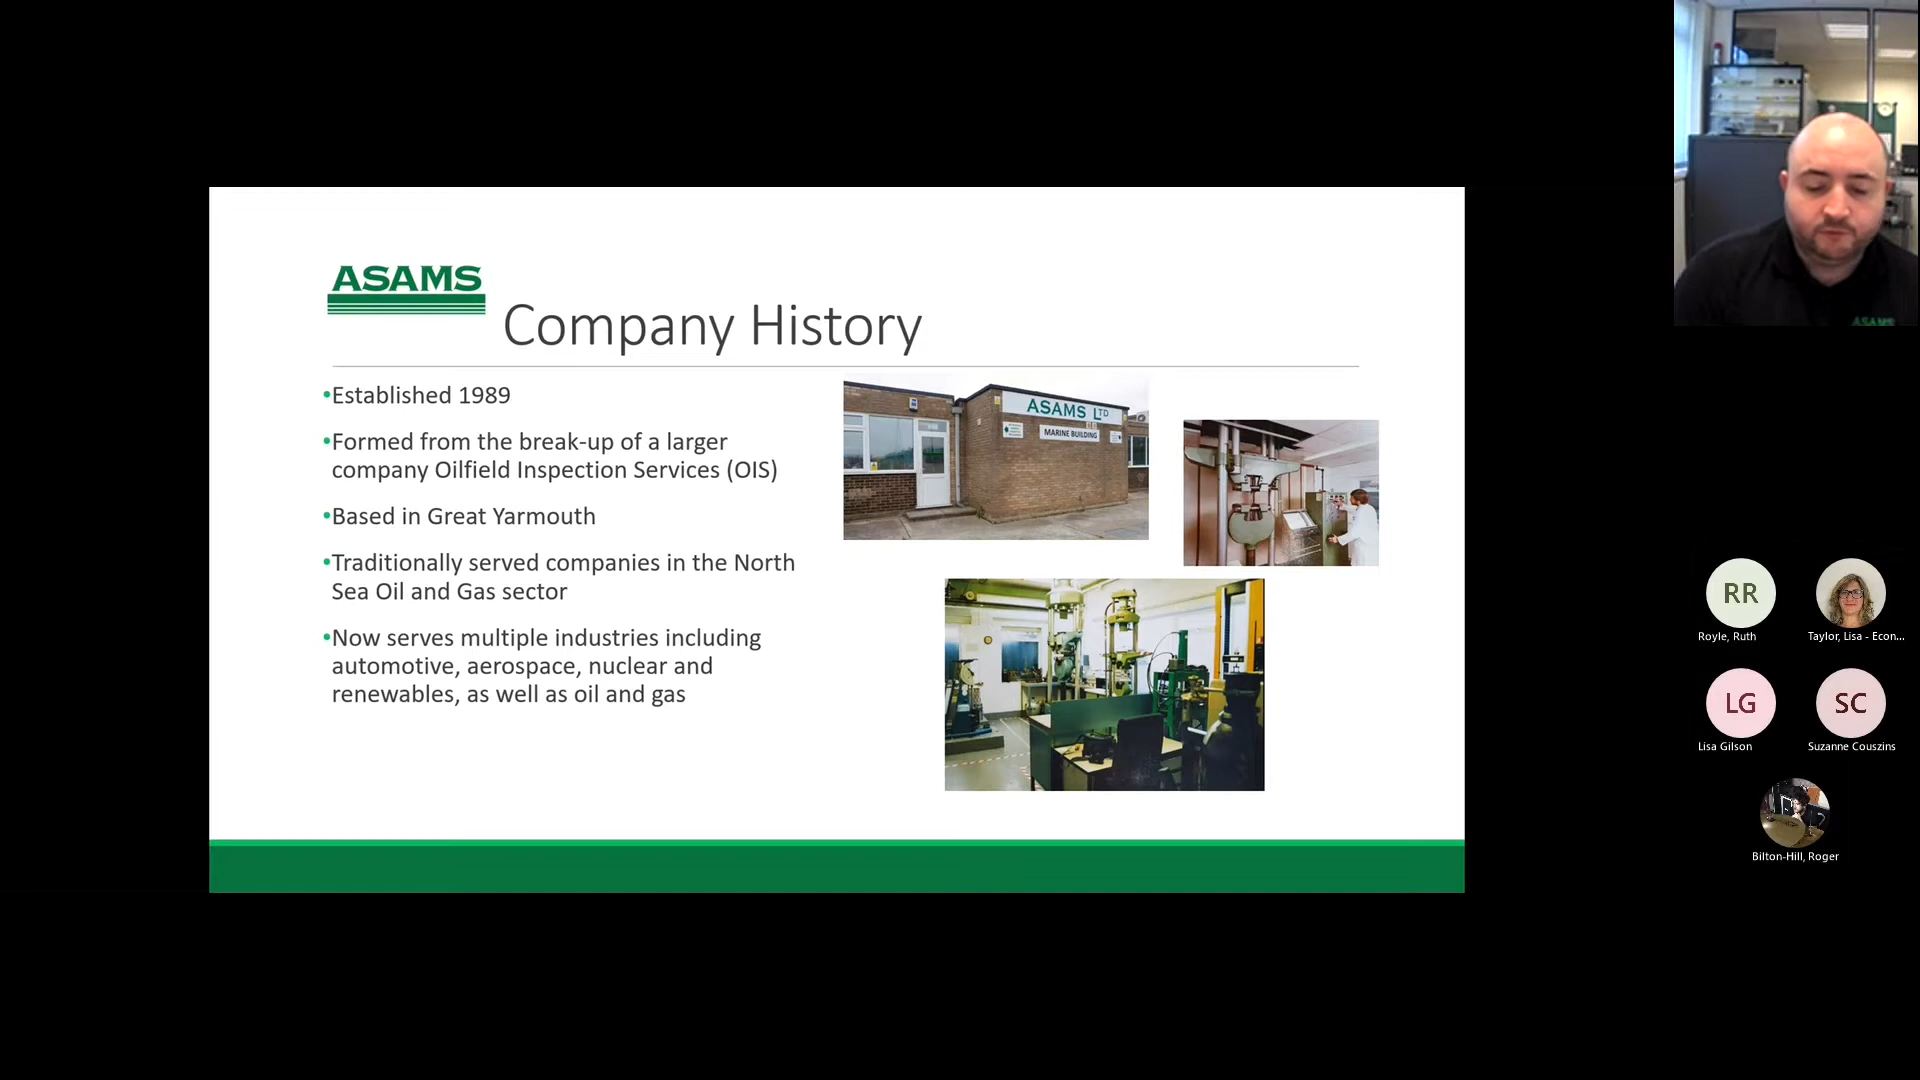 ASAMS
Company History
•Established 1989
•Formed from the break-up of a larger
company Oilfield Inspection Services (OIS)
•Based in Great Yarmouth
•Traditionally served companies in the North
Sea Oil and Gas sector
•Now serves multiple industries including
automotive, aerospace, nuclear and
renewables, as well as oil and gas
ASAMS LTD
MARINE BUILDING
ASAMS
RR
Royle, Ruth
Taylor, Lisa - Econ...
LG
Lisa Gilson
SC
Suzanne Couszins
Bilton-Hill, Roger